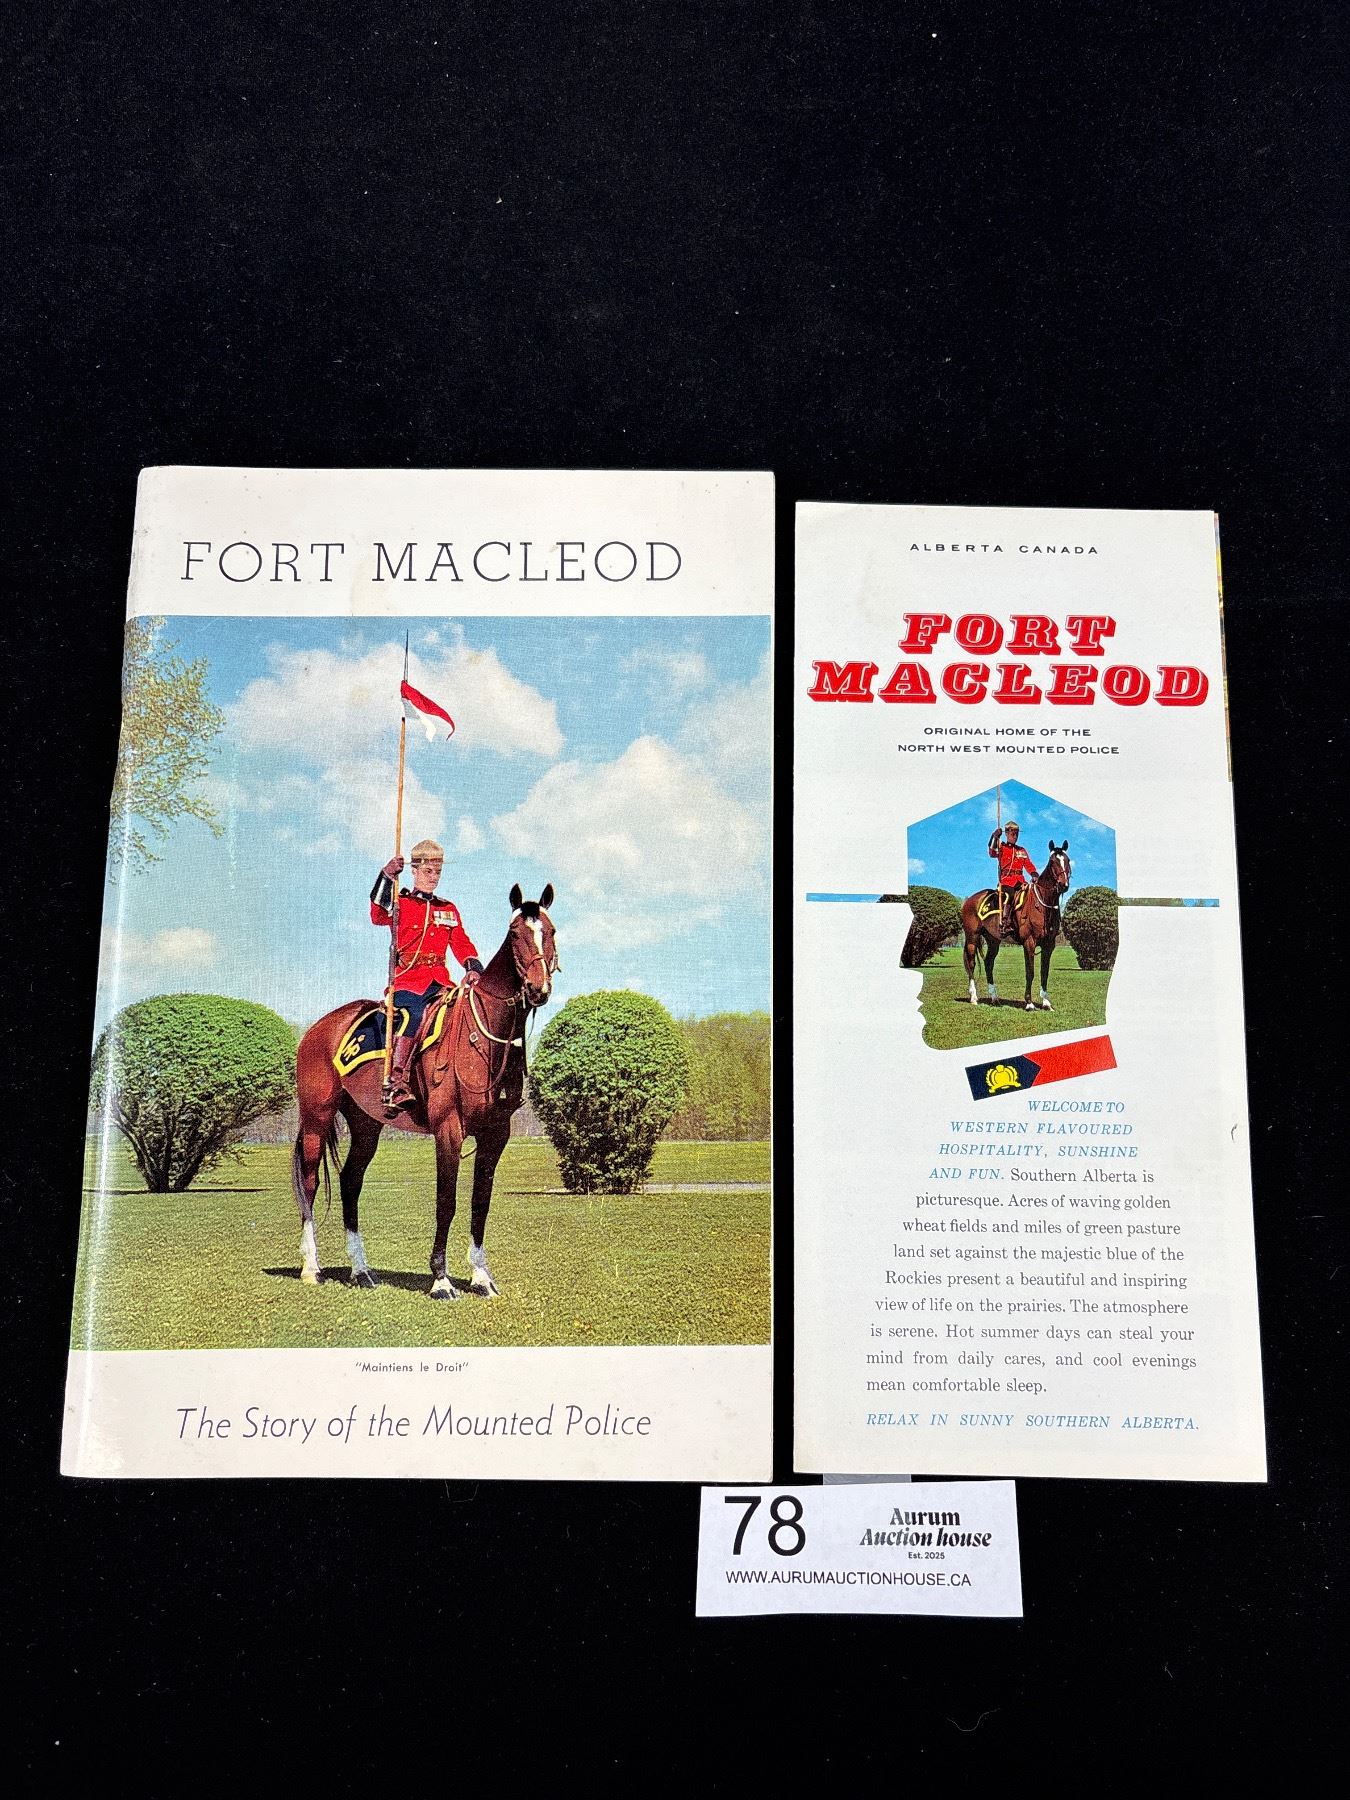 FORT MACLEOD
"Maintiens le Droit"
The Story of the Mounted Police
ALBERTA CANADA
FORT
MACLEOD
ORIGINAL HOME OF THE
NORTH WEST MOUNTED POLICE
WELCOME TO
WESTERN FLAVOURED
HOSPITALITY, SUNSHINE
AND FUN. Southern Alberta is
picturesque. Acres of waving golden
wheat fields and miles of green pasture
land set against the majestic blue of the
Rockies present a beautiful and inspiring
view of life on the prairies. The atmosphere
is serene. Hot summer days can steal your
mind from daily cares, and cool evenings
mean comfortable sleep.
RELAX IN SUNNY SOUTHERN ALBERTA.
78
Aurum
Auction house
Est. 2025
WWW.AURUMAUCTIONHOUSE.CA